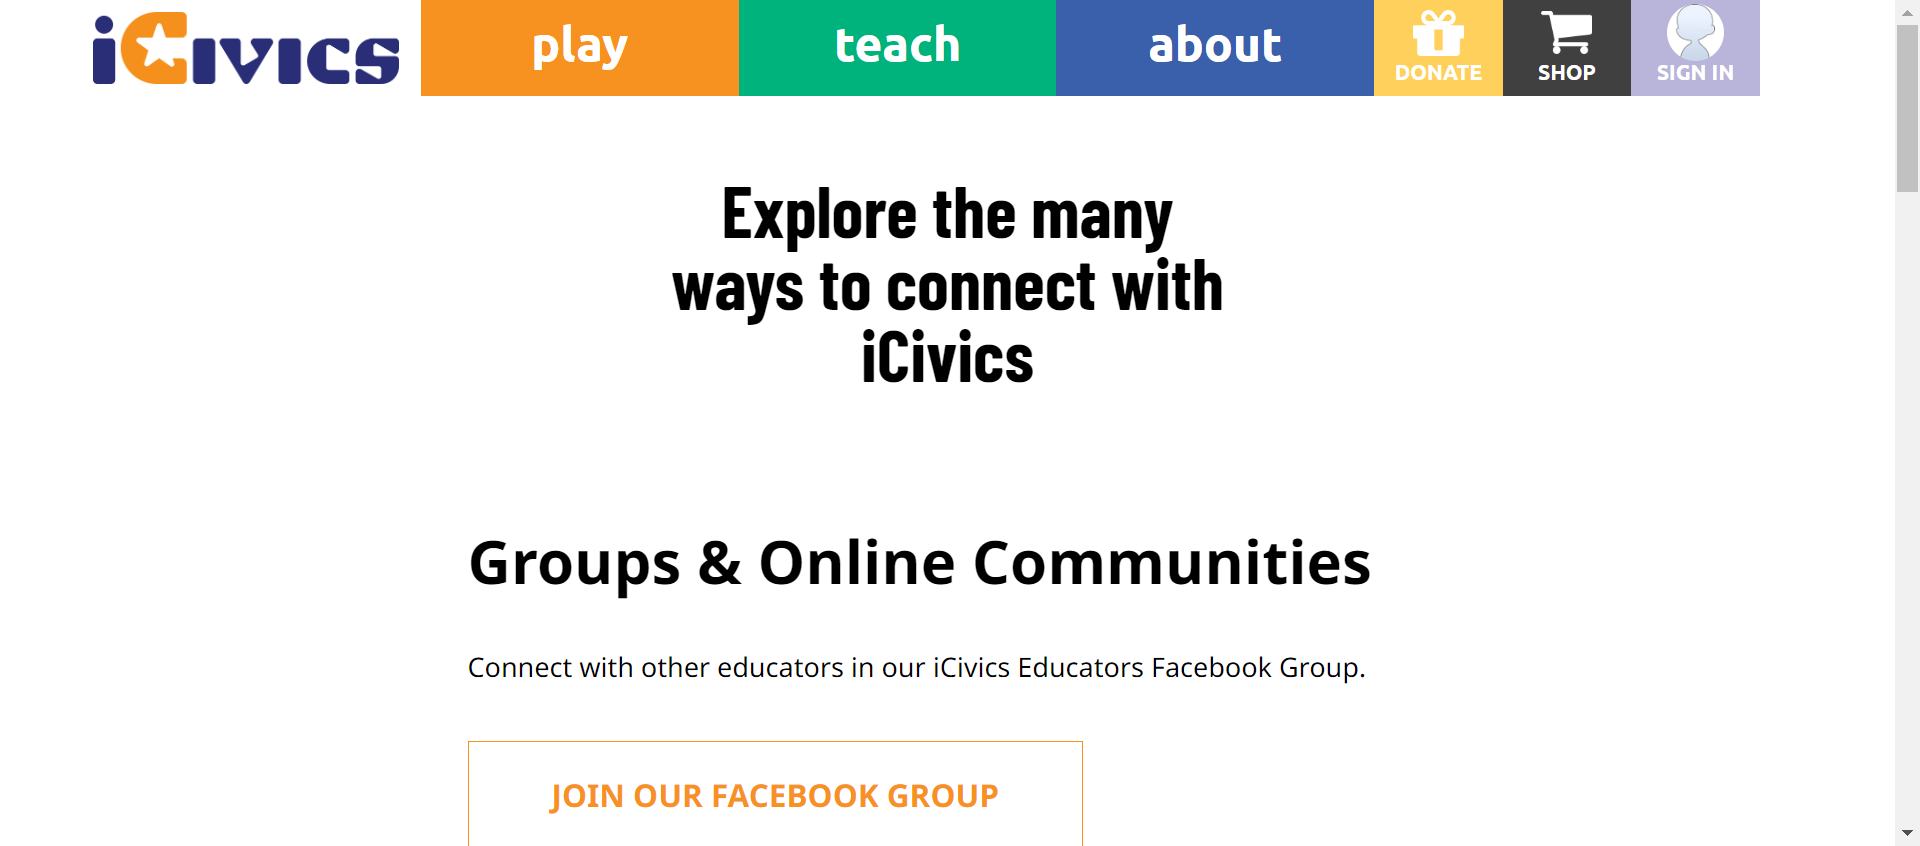 iCivics
play
teach
about
DONATE
SHOP
SIGN IN
Explore the many
ways to connect with
iCivics
Groups & Online Communities
Connect with other educators in our iCivics Educators Facebook Group.
JOIN OUR FACEBOOK GROUP